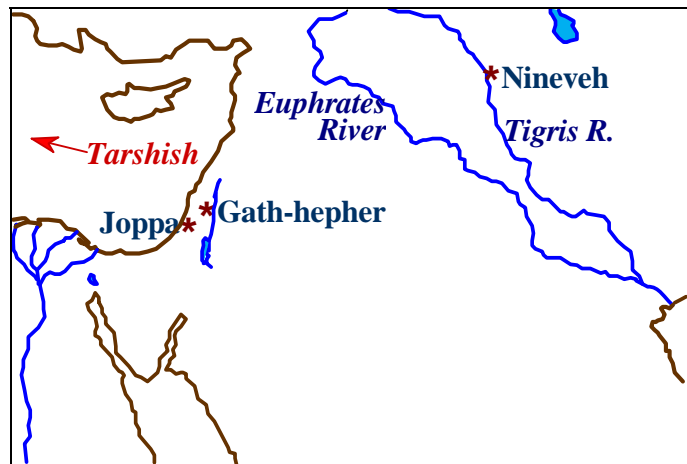 Nineveh
Euphrates
River
Tigris R.
Tarshish
Gath-hepher
Joppa